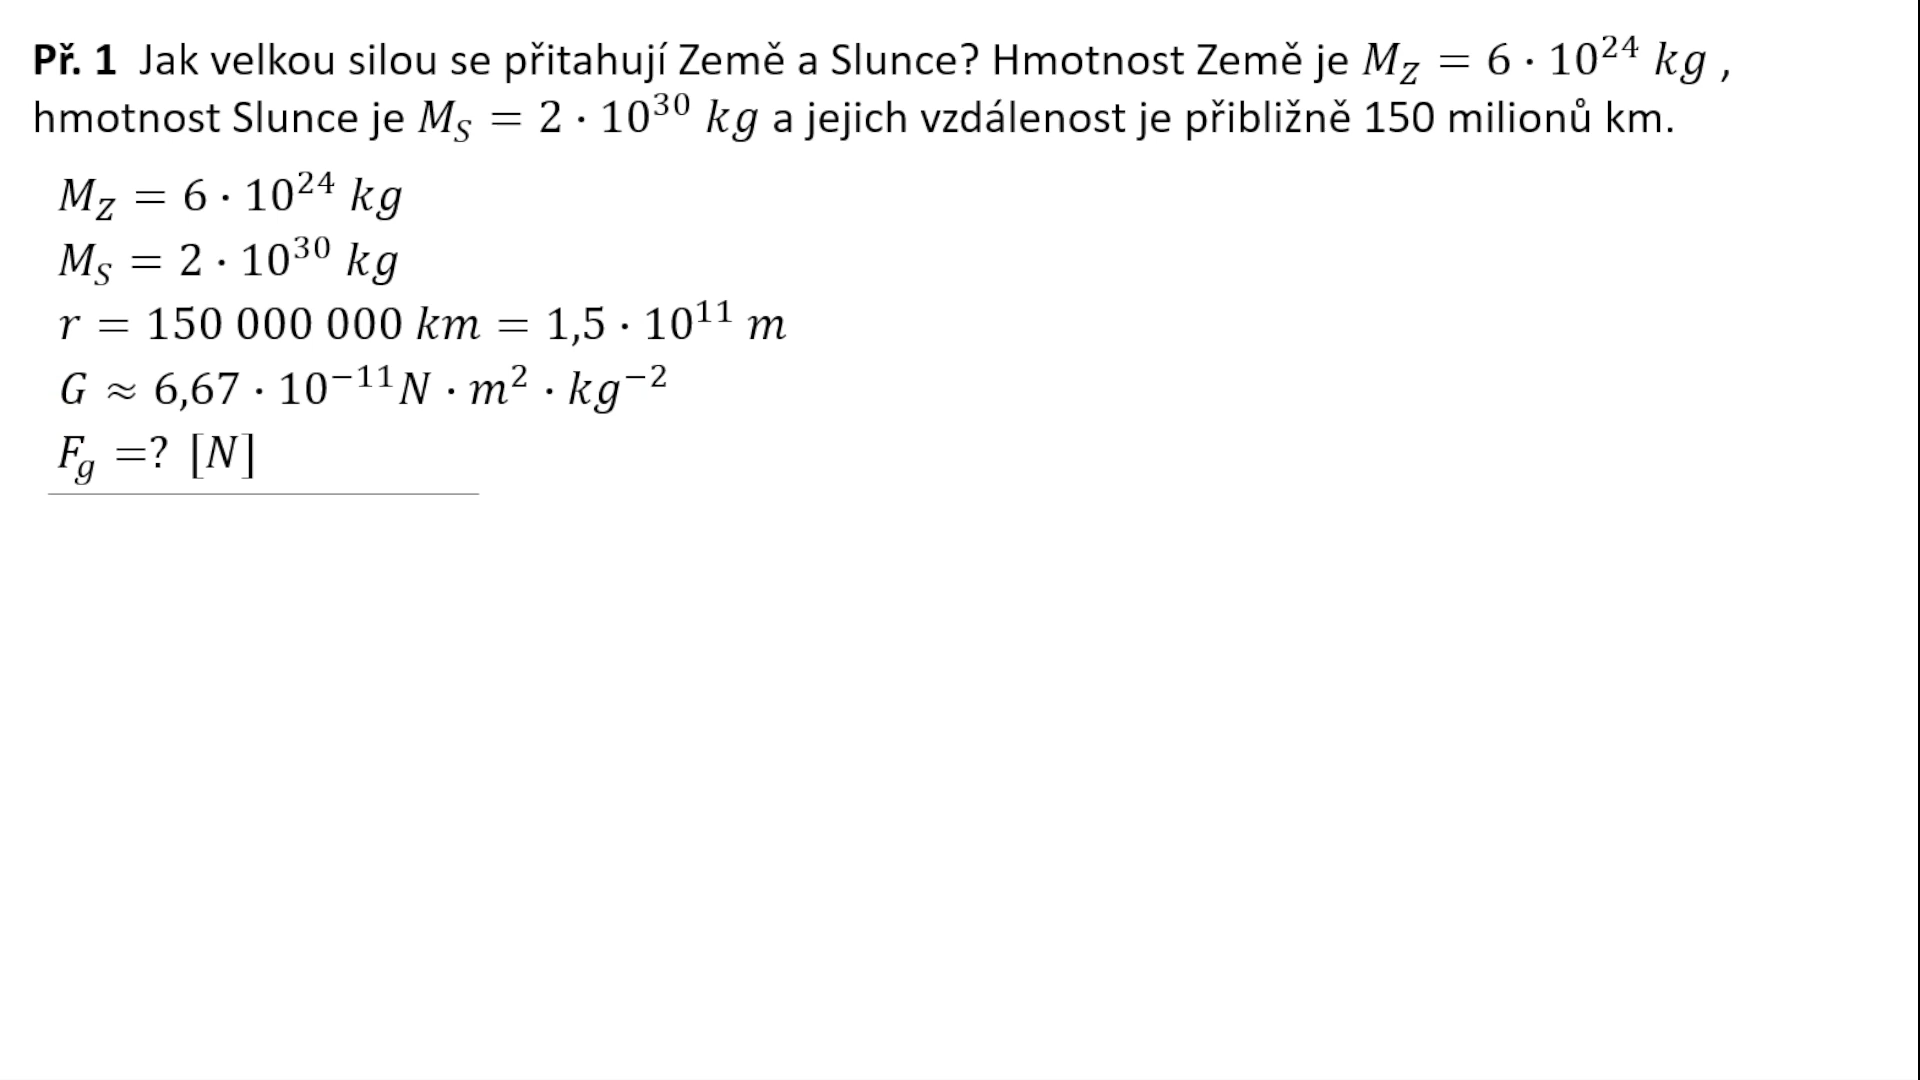 Př. 1 Jak velkou silou se přitahují Země a Slunce? Hmotnost Země je M_Z = 6 · 10^24 kg ,
hmotnost Slunce je M_S = 2 · 10^30 kg a jejich vzdálenost je přibližně 150 milionů km.
M_Z = 6 · 10^24 kg
M_S = 2 · 10^30 kg
r = 150 000 000 km = 1,5 · 10^11 m
G ≈ 6,67 · 10^−11 N · m^2 · kg^−2
F_g =? [N]